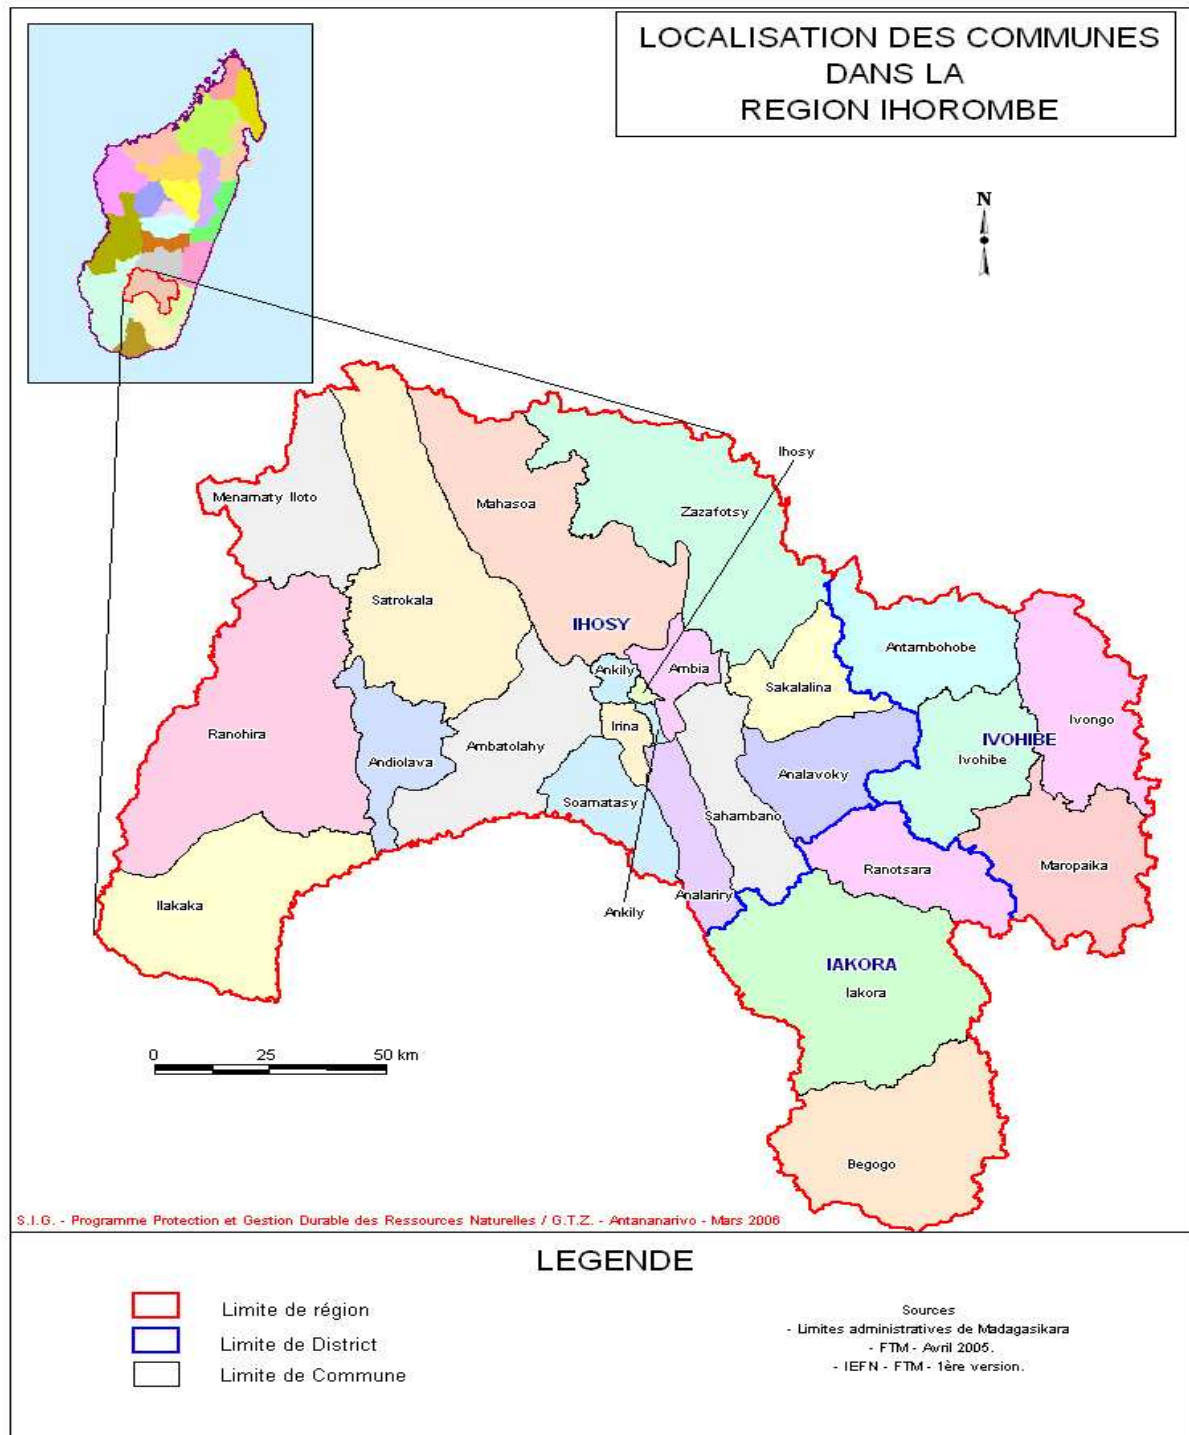 LOCALISATION DES COMMUNES
DANS LA
REGION IHOROMBE
N
Ihosy
Menamaty Iloto
Mahasoa
Zazafotsy
Satrokala
IHOSY
Antambohobe
Ankily
Ambia
Sakalalina
Ivongo
Ranohira
Irina
Ambatolahy
IVOHIBE
Andiolava
Ivohibe
Analavoky
Soamatasy
Sahambano
Maropaika
Ranotsara
Ilakaka
Analariry
Ankily
IAKORA
Iakora
0 25 50 km
Begogo
S.I.G. - Programme Protection et Gestion Durable des Ressources Naturelles / G.T.Z. - Antananarivo - Mars 2006
LEGENDE
Limite de région
Limite de District
Limite de Commune
Sources
- Limites administratives de Madagasikara
- FTM - Avril 2005.
- IEFN - FTM - 1ère version.